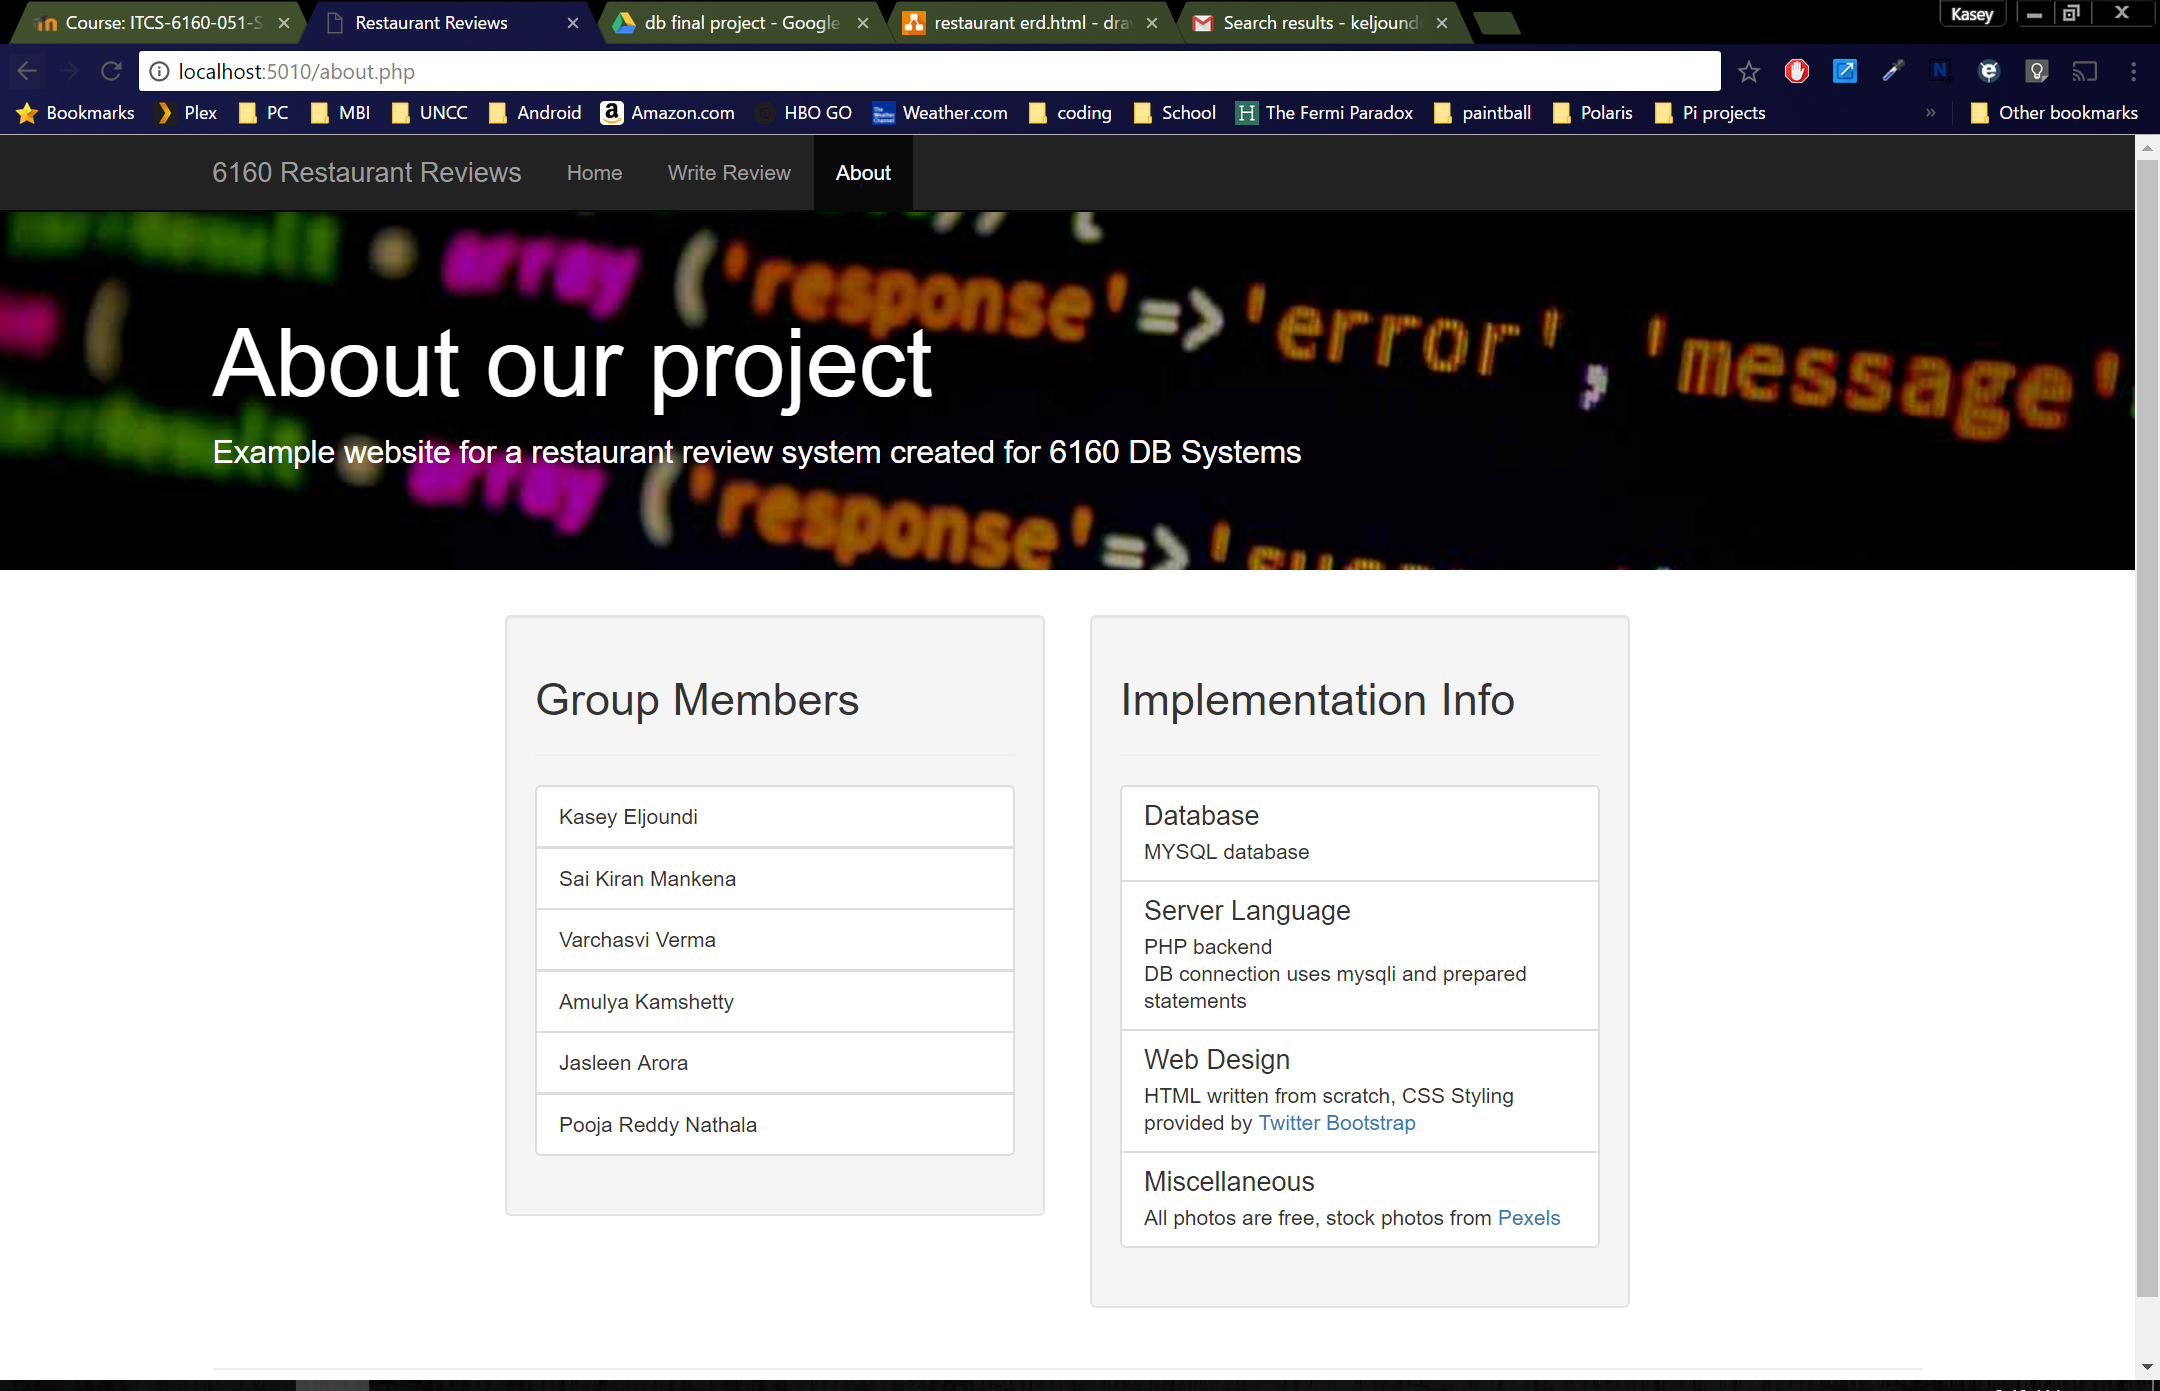 Course: ITCS-6160-051-S
Restaurant Reviews
db final project - Google
restaurant erd.html - dra
Search results - keljound
Kasey
localhost:5010/about.php
Bookmarks
Plex
PC
MBI
UNCC
Android
Amazon.com
HBO GO
Weather.com
coding
School
The Fermi Paradox
paintball
Polaris
Pi projects
»
Other bookmarks
6160 Restaurant Reviews
Home
Write Review
About
array ('response'=>'error', 'message'
About our project
Example website for a restaurant review system created for 6160 DB Systems
array ('response'=>'
Group Members
Kasey Eljoundi
Sai Kiran Mankena
Varchasvi Verma
Amulya Kamshetty
Jasleen Arora
Pooja Reddy Nathala
Implementation Info
Database
MYSQL database
Server Language
PHP backend
DB connection uses mysqli and prepared
statements
Web Design
HTML written from scratch, CSS Styling
provided by Twitter Bootstrap
Miscellaneous
All photos are free, stock photos from Pexels